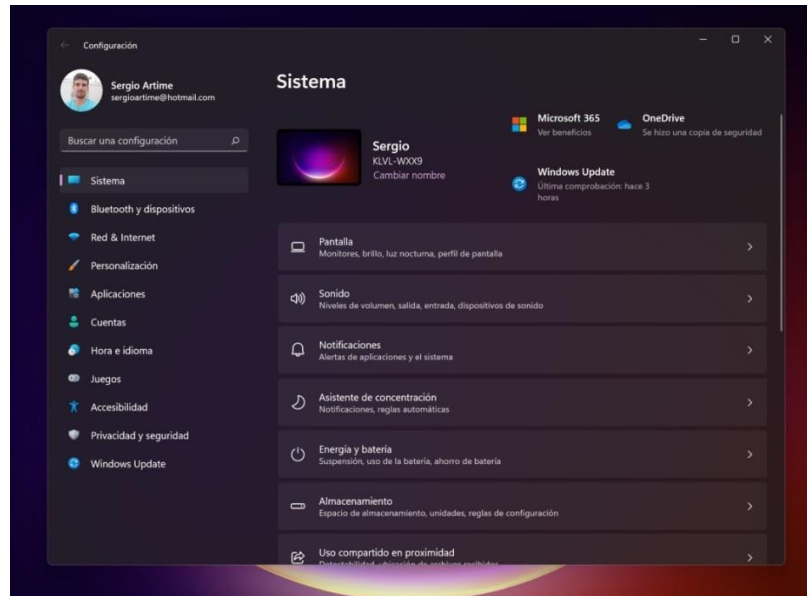 Configuración
Sergio Artime
sergioartime@hotmail.com
Buscar una configuración
Sistema
Bluetooth y dispositivos
Red & Internet
Personalización
Aplicaciones
Cuentas
Hora e idioma
Juegos
Accesibilidad
Privacidad y seguridad
Windows Update
Sistema
Sergio
KLVL-WXX9
Cambiar nombre
Microsoft 365
Ver beneficios
OneDrive
Se hizo una copia de seguridad
Windows Update
Última comprobación: hace 3
horas
Pantalla
Monitores, brillo, luz nocturna, perfil de pantalla
Sonido
Niveles de volumen, salida, entrada, dispositivos de sonido
Notificaciones
Alertas de aplicaciones y el sistema
Asistente de concentración
Notificaciones, reglas automáticas
Energía y batería
Suspensión, uso de la batería, ahorro de batería
Almacenamiento
Espacio de almacenamiento, unidades, reglas de configuración
Uso compartido en proximidad
Detectabilidad, ubicación de archivos recibidos